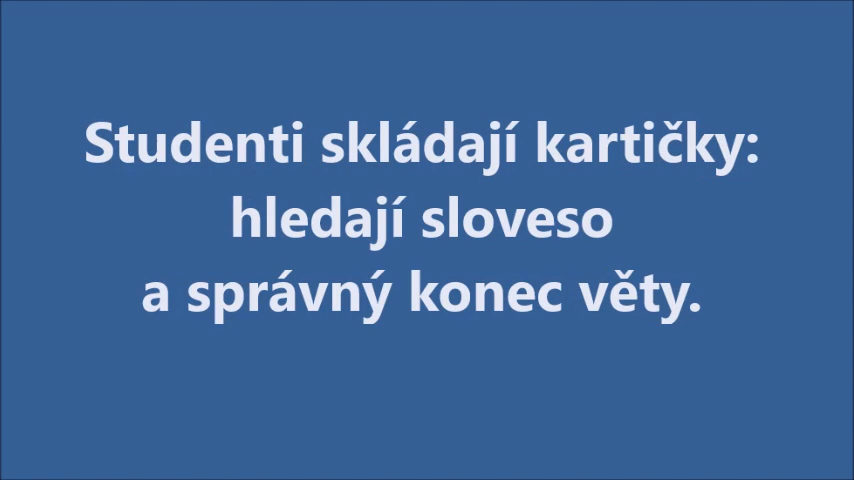 Studenti skládají kartičky:
hledají sloveso
a správný konec věty.